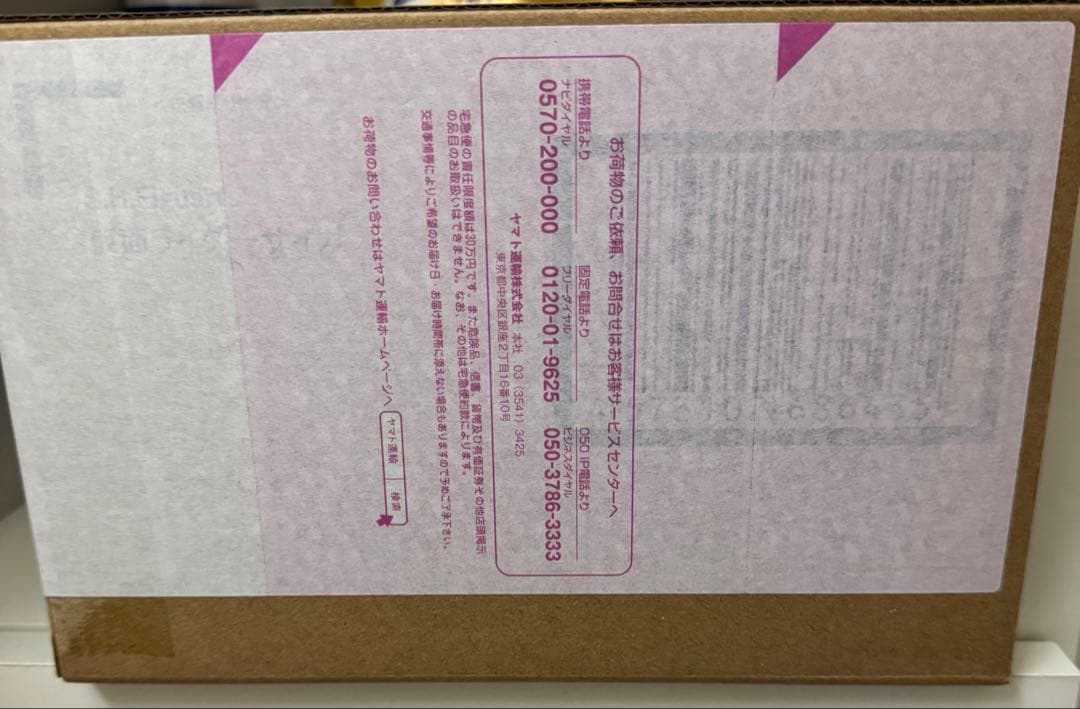 お荷物のご依頼、お問合せはお客様サービスセンターへ
携帯電話より
ナビダイヤル
0570-200-000
固定電話より
フリーダイヤル
0120-01-9625
050 IP電話より
ビジネスダイヤル
050-3786-3333
ヤマト運輸株式会社 本社 03(3541)3425
東京都中央区銀座2丁目16番10号
宅急便の責任限度額は30万円です。また危険品、信書、貨幣及び有価証券その他店頭掲示
の品目のお取扱いはできません。なお、その他は宅急便約款によります。
交通事情等によりご希望のお届け日・お届け時間帯に添えない場合もありますので予めご了承下さい。
お荷物のお問い合わせはヤマト運輸ホームページへ
ヤマト運輸 検索